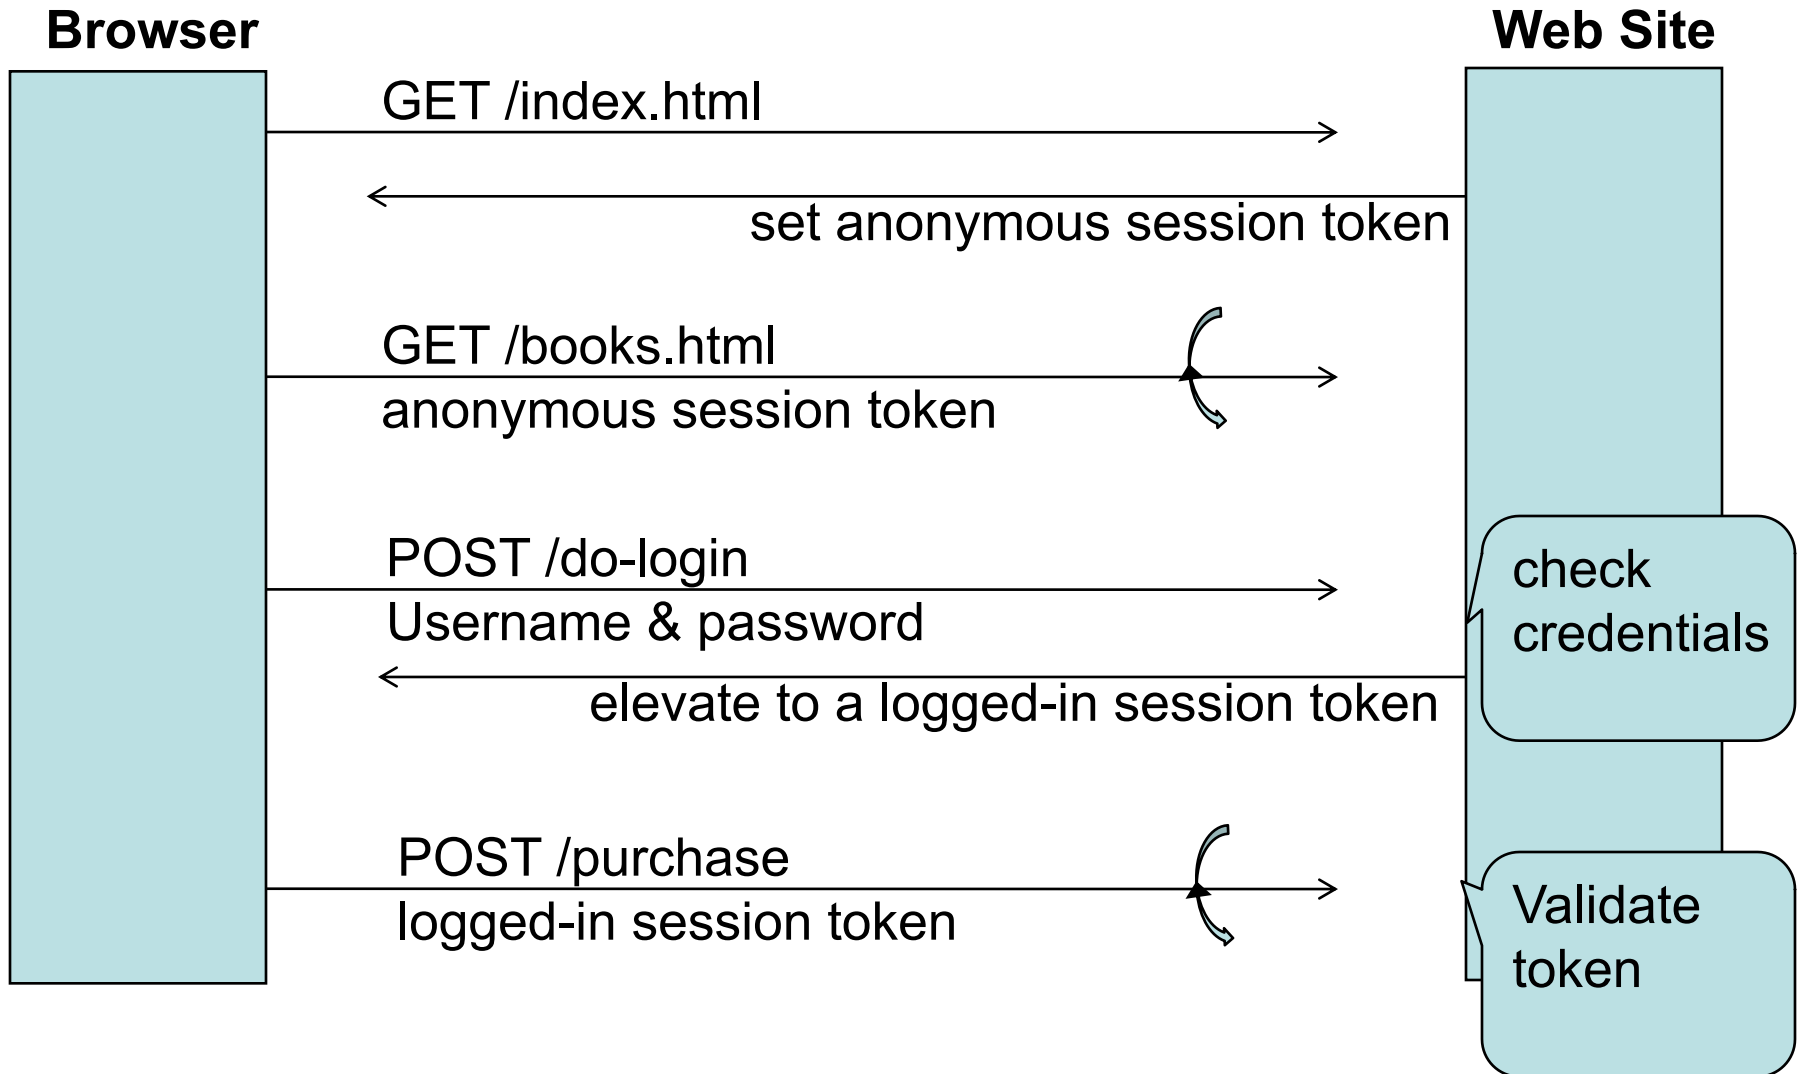 Browser
Web Site
GET /index.html
set anonymous session token
GET /books.html
anonymous session token
POST /do-login
Username & password
check
credentials
elevate to a logged-in session token
POST /purchase
logged-in session token
Validate
token